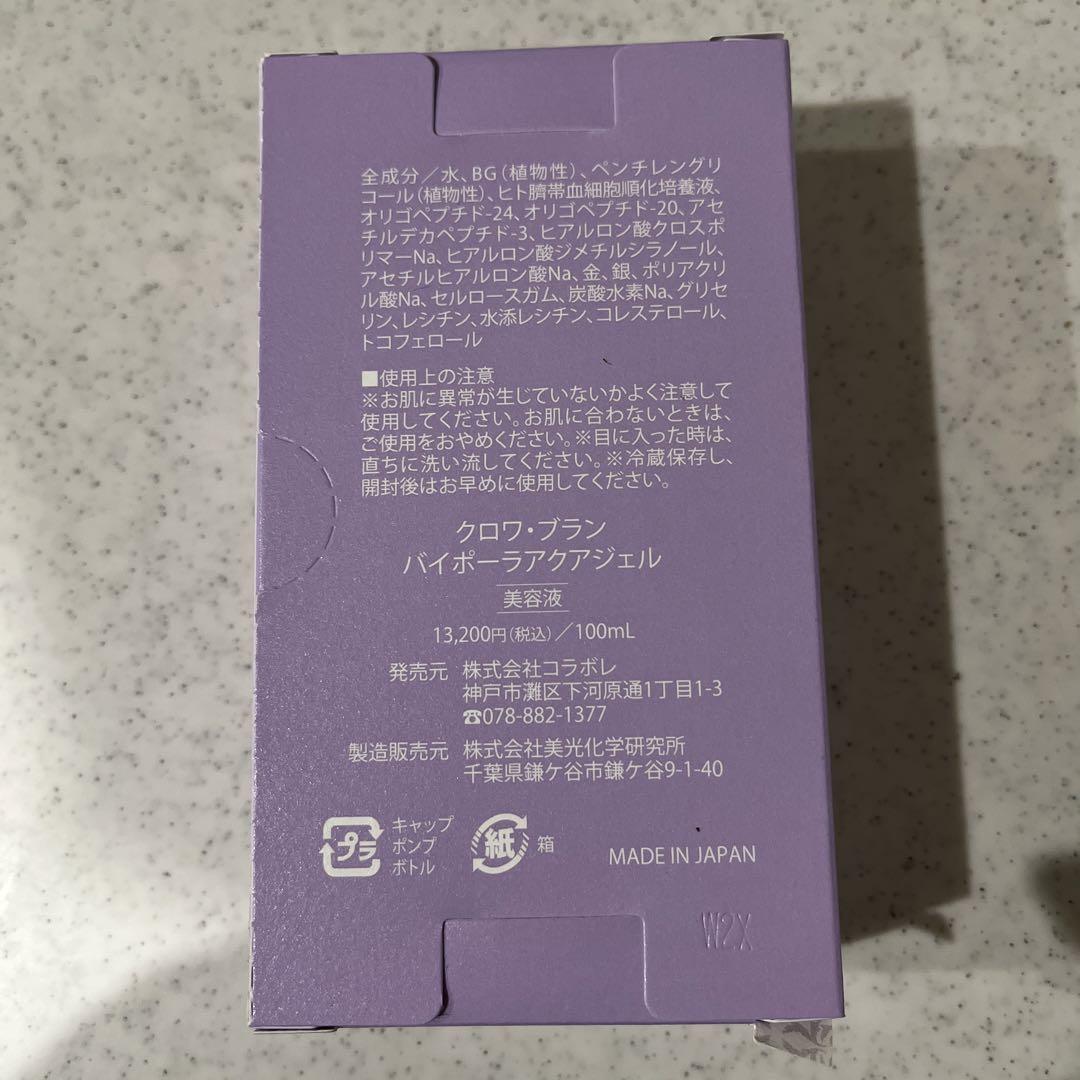 全成分／水、BG（植物性）、ペンチレングリ
コール（植物性）、ヒト臍帯血細胞順化培養液、
オリゴペプチド-24、オリゴペプチド-20、アセ
チルデカペプチド-3、ヒアルロン酸クロスポ
リマーNa、ヒアルロン酸ジメチルシラノール、
アセチルヒアルロン酸Na、金、銀、ポリアクリ
ル酸Na、セルロースガム、炭酸水素Na、グリセ
リン、レシチン、水添レシチン、コレステロール、
トコフェロール
■使用上の注意
※お肌に異常が生じていないかよく注意して
使用してください。お肌に合わないときは、
ご使用をおやめください。※目に入った時は、
直ちに洗い流してください。※冷蔵保存し、
開封後はお早めに使用してください。
クロワ・ブラン
バイポーラアクアジェル
美容液
13,200円（税込）／100mL
発売元 株式会社コラボレ
神戸市灘区下河原通1丁目1-3
☎078-882-1377
製造販売元 株式会社美光化学研究所
千葉県鎌ケ谷市鎌ケ谷9-1-40
プラ キャップ
ポンプ
ボトル
紙 箱
MADE IN JAPAN
W2X